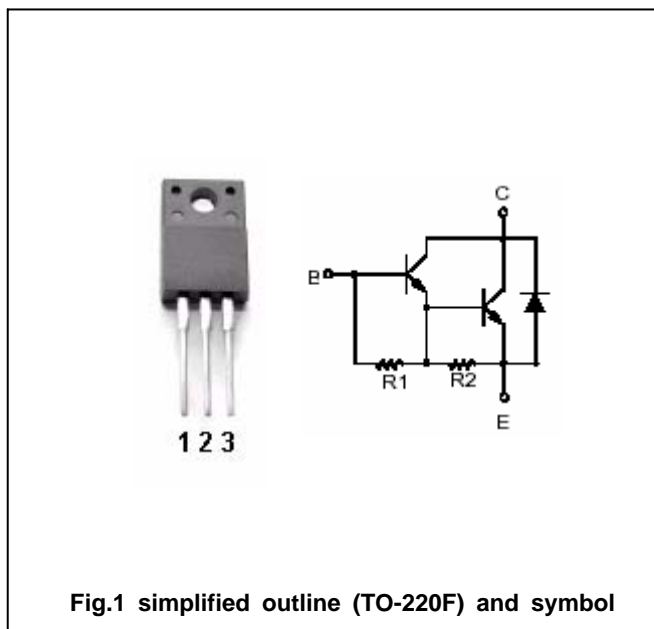 C
B
R1 R2
E
1 2 3
Fig.1 simplified outline (TO-220F) and symbol